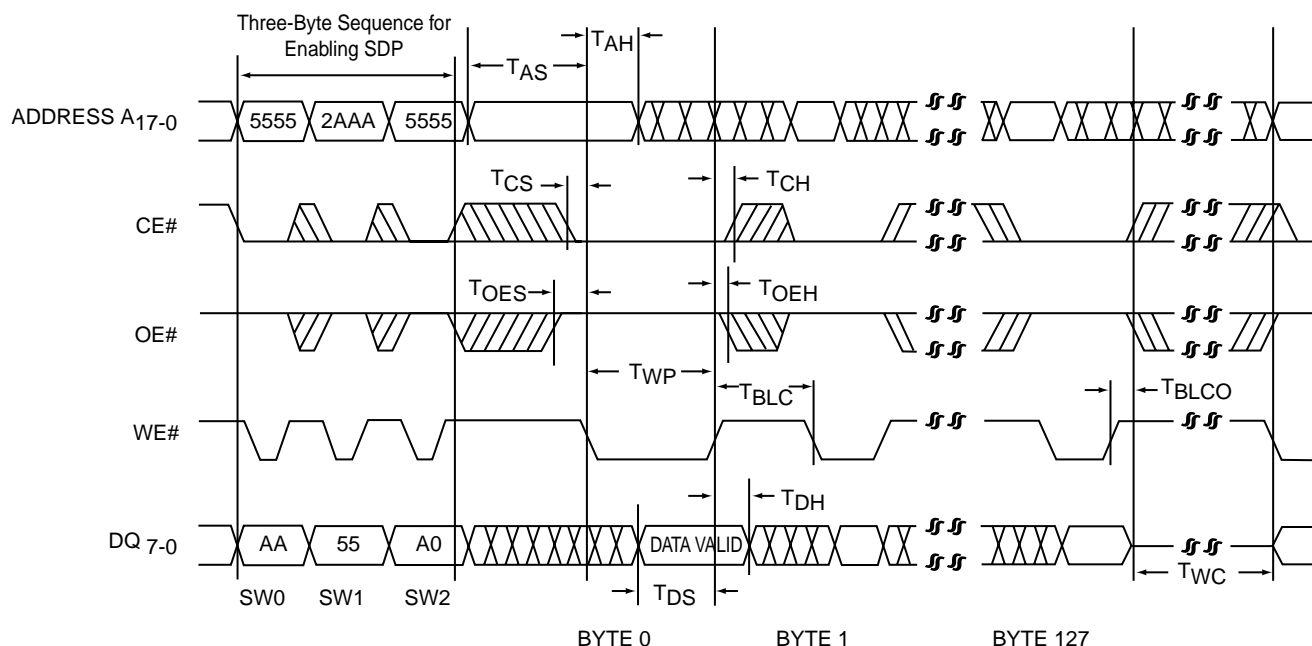 Three-Byte Sequence for
Enabling SDP
TAH
TAS
ADDRESS A17-0
5555 2AAA 5555
TCS
TCH
CE#
TOES
TOEH
OE#
TWP
TBLC
TBLCO
WE#
TDH
DQ 7-0
AA 55 A0 DATA VALID
TWC
SW0 SW1 SW2 TDS
BYTE 0 BYTE 1 BYTE 127